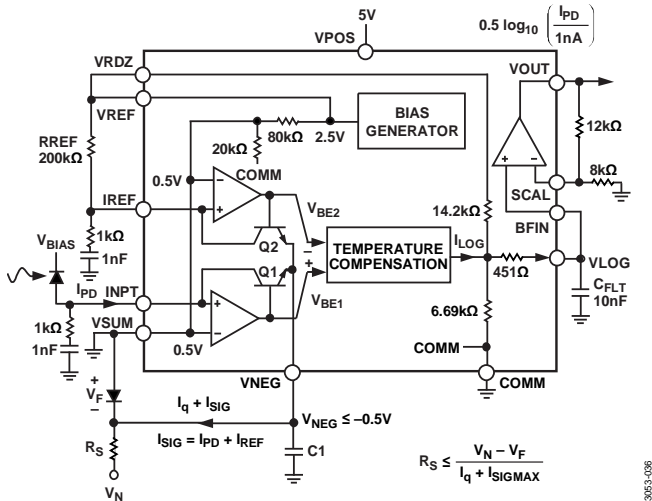 5V
0.5 log10 (IPD / 1nA)
VPOS
VRDZ
VOUT
VREF
BIAS
GENERATOR
80kΩ
2.5V
20kΩ
COMM
RREF
200kΩ
12kΩ
8kΩ
0.5V
SCAL
IREF
VBE2
14.2kΩ
BFIN
1kΩ
1nF
Q2
TEMPERATURE
COMPENSATION
ILOG
451Ω
VLOG
VBIAS
Q1
IPD
INPT
VBE1
CFLT
10nF
6.69kΩ
1kΩ
1nF
VSUM
0.5V
COMM
COMM
VNEG
VF
Iq + ISIG
VNEG ≤ –0.5V
ISIG = IPD + IREF
C1
RS
VN
RS ≤ VN – VF / Iq + ISIGMAX
3053-036